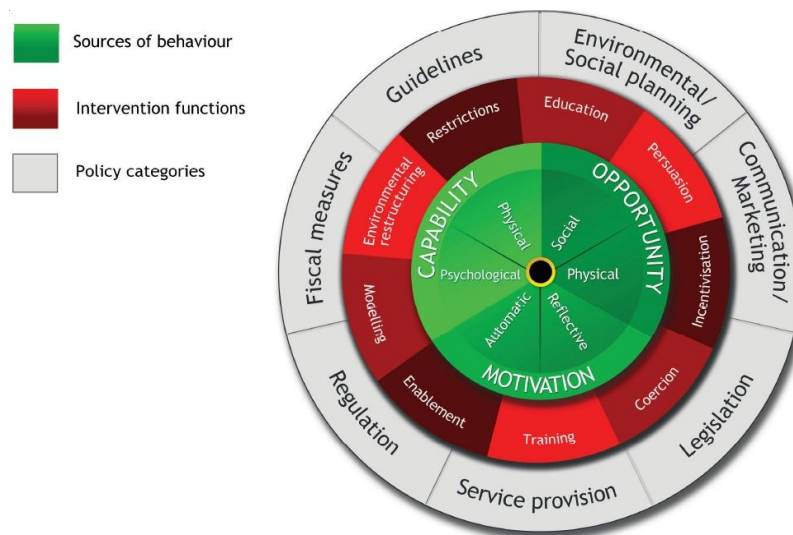 Sources of behaviour
Intervention functions
Policy categories
Guidelines
Environmental/
Social planning
Communication/
Marketing
Legislation
Service provision
Regulation
Fiscal measures
Restrictions
Education
Persuasion
Incentivisation
Coercion
Training
Enablement
Modelling
Environmental
restructuring
CAPABILITY
OPPORTUNITY
MOTIVATION
Physical
Social
Physical
Reflective
Automatic
Psychological